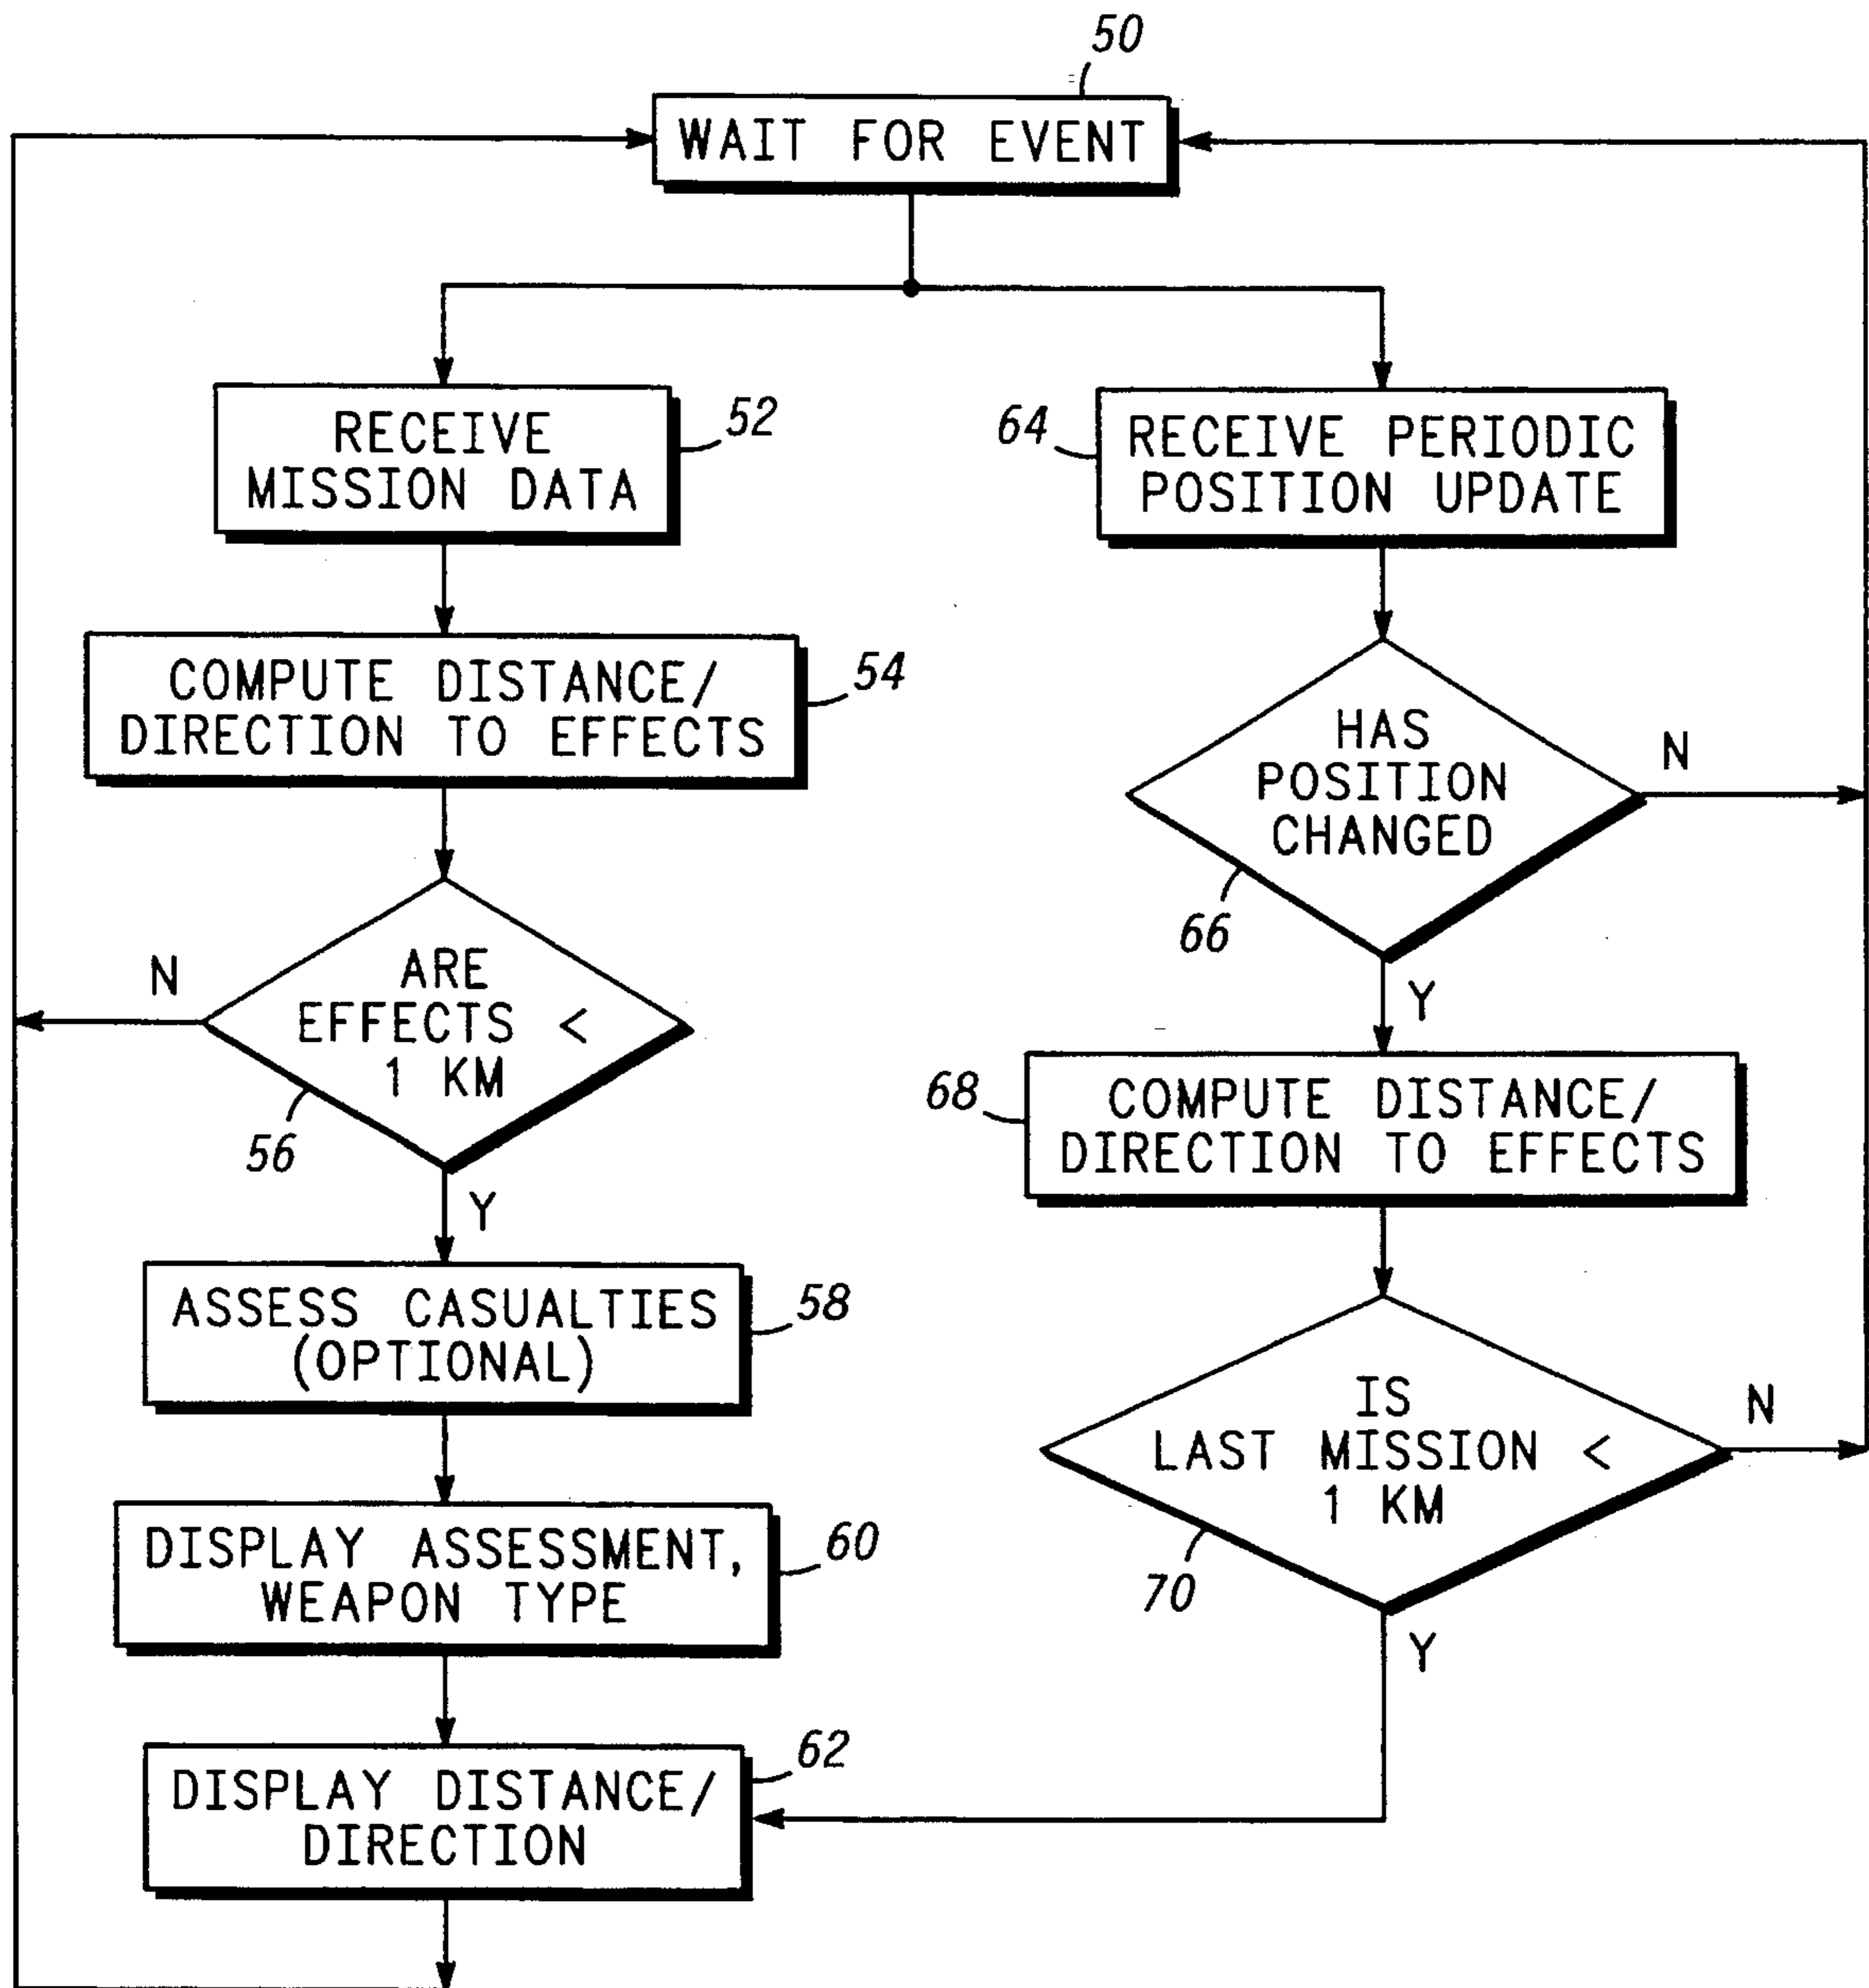 50
WAIT FOR EVENT
RECEIVE
MISSION DATA
52
COMPUTE DISTANCE/
DIRECTION TO EFFECTS
54
ARE
EFFECTS <
1 KM
N
56
Y
ASSESS CASUALTIES
(OPTIONAL)
58
DISPLAY ASSESSMENT,
WEAPON TYPE
60
DISPLAY DISTANCE/
DIRECTION
62
64
RECEIVE PERIODIC
POSITION UPDATE
HAS
POSITION
CHANGED
N
66
Y
68
COMPUTE DISTANCE/
DIRECTION TO EFFECTS
IS
LAST MISSION <
1 KM
N
70
Y